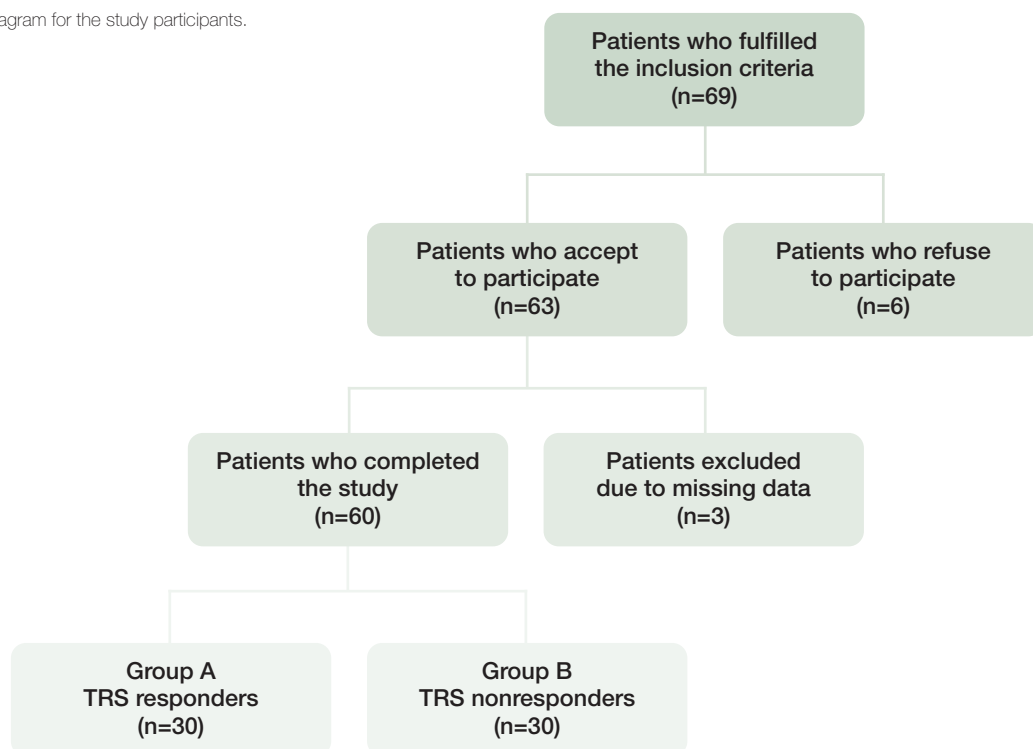 agram for the study participants.
Patients who fulfilled
the inclusion criteria
(n=69)
Patients who accept
to participate
(n=63)
Patients who refuse
to participate
(n=6)
Patients who completed
the study
(n=60)
Patients excluded
due to missing data
(n=3)
Group A
TRS responders
(n=30)
Group B
TRS nonresponders
(n=30)